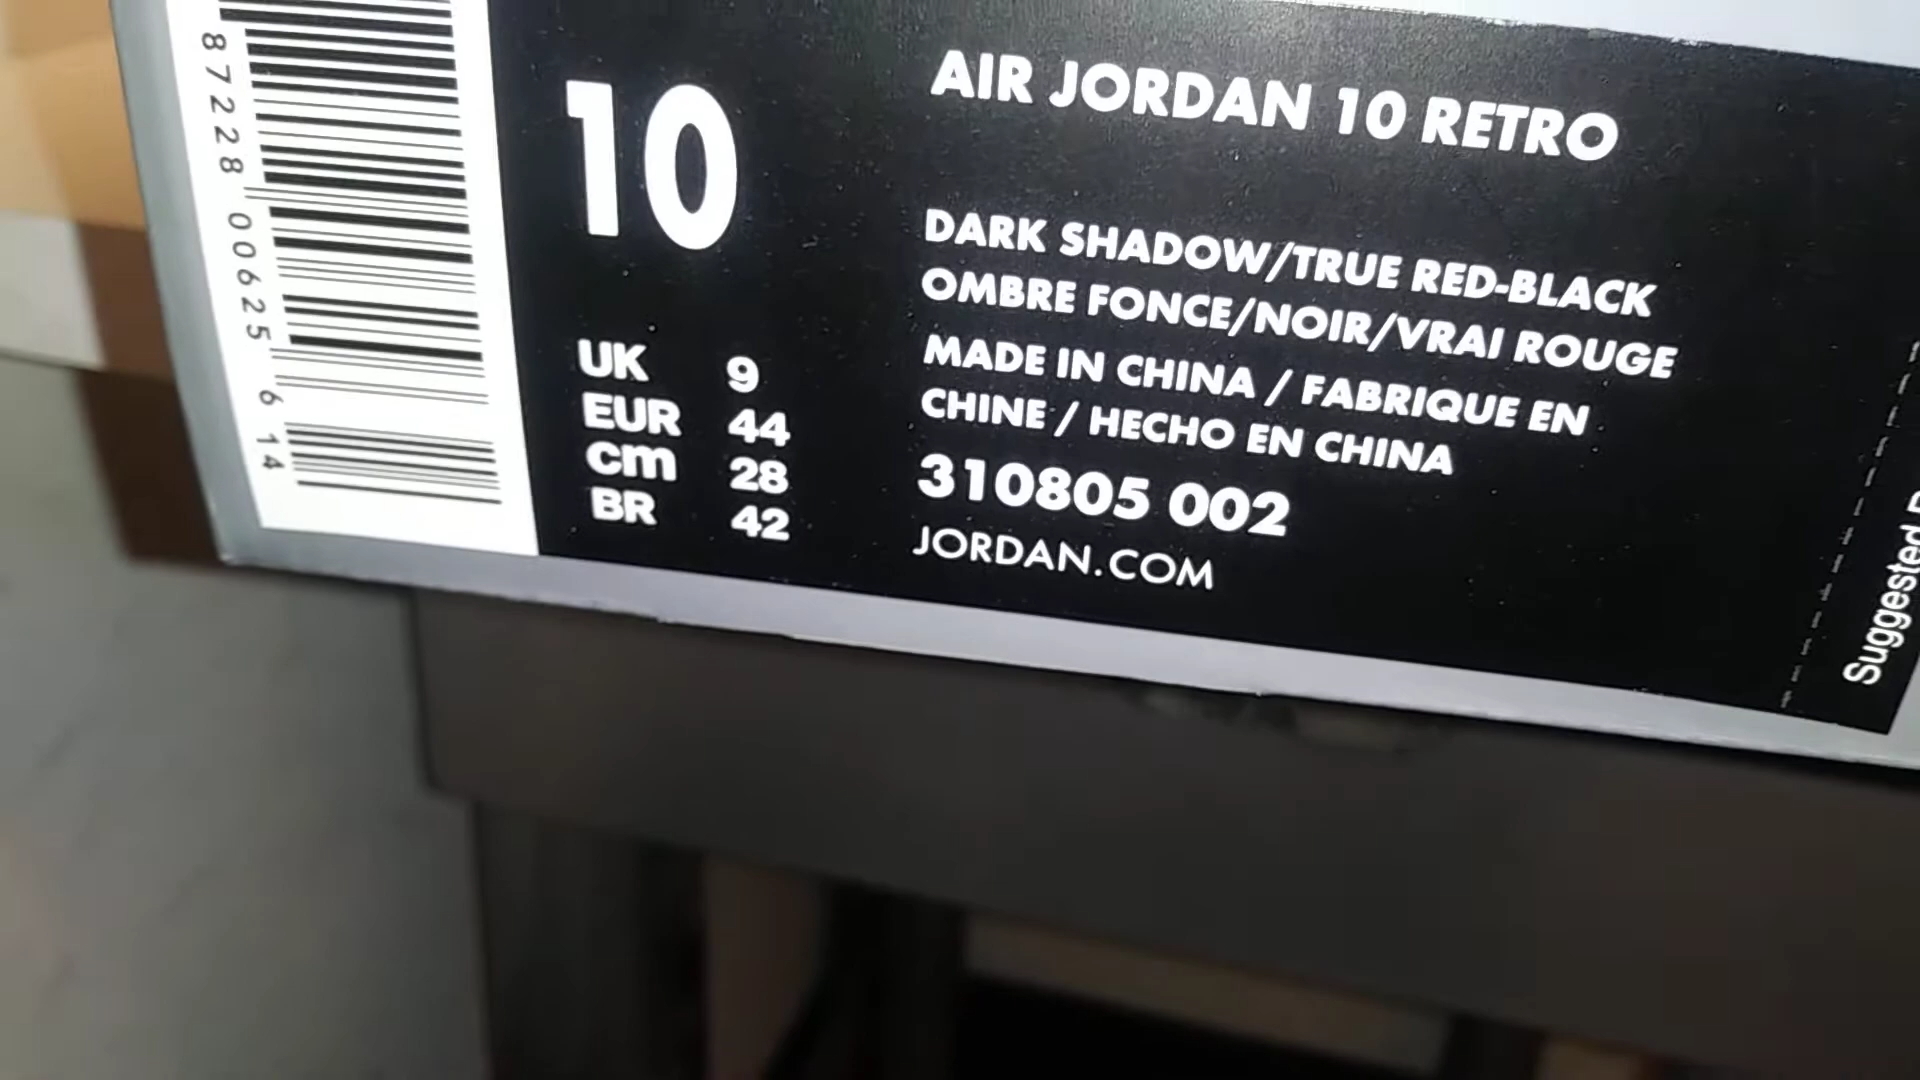 87228 00625 6 14
10
UK 9
EUR 44
cm 28
BR 42
AIR JORDAN 10 RETRO
DARK SHADOW/TRUE RED-BLACK
OMBRE FONCE/NOIR/VRAI ROUGE
MADE IN CHINA / FABRIQUE EN
CHINE / HECHO EN CHINA
310805 002
JORDAN.COM
Suggested